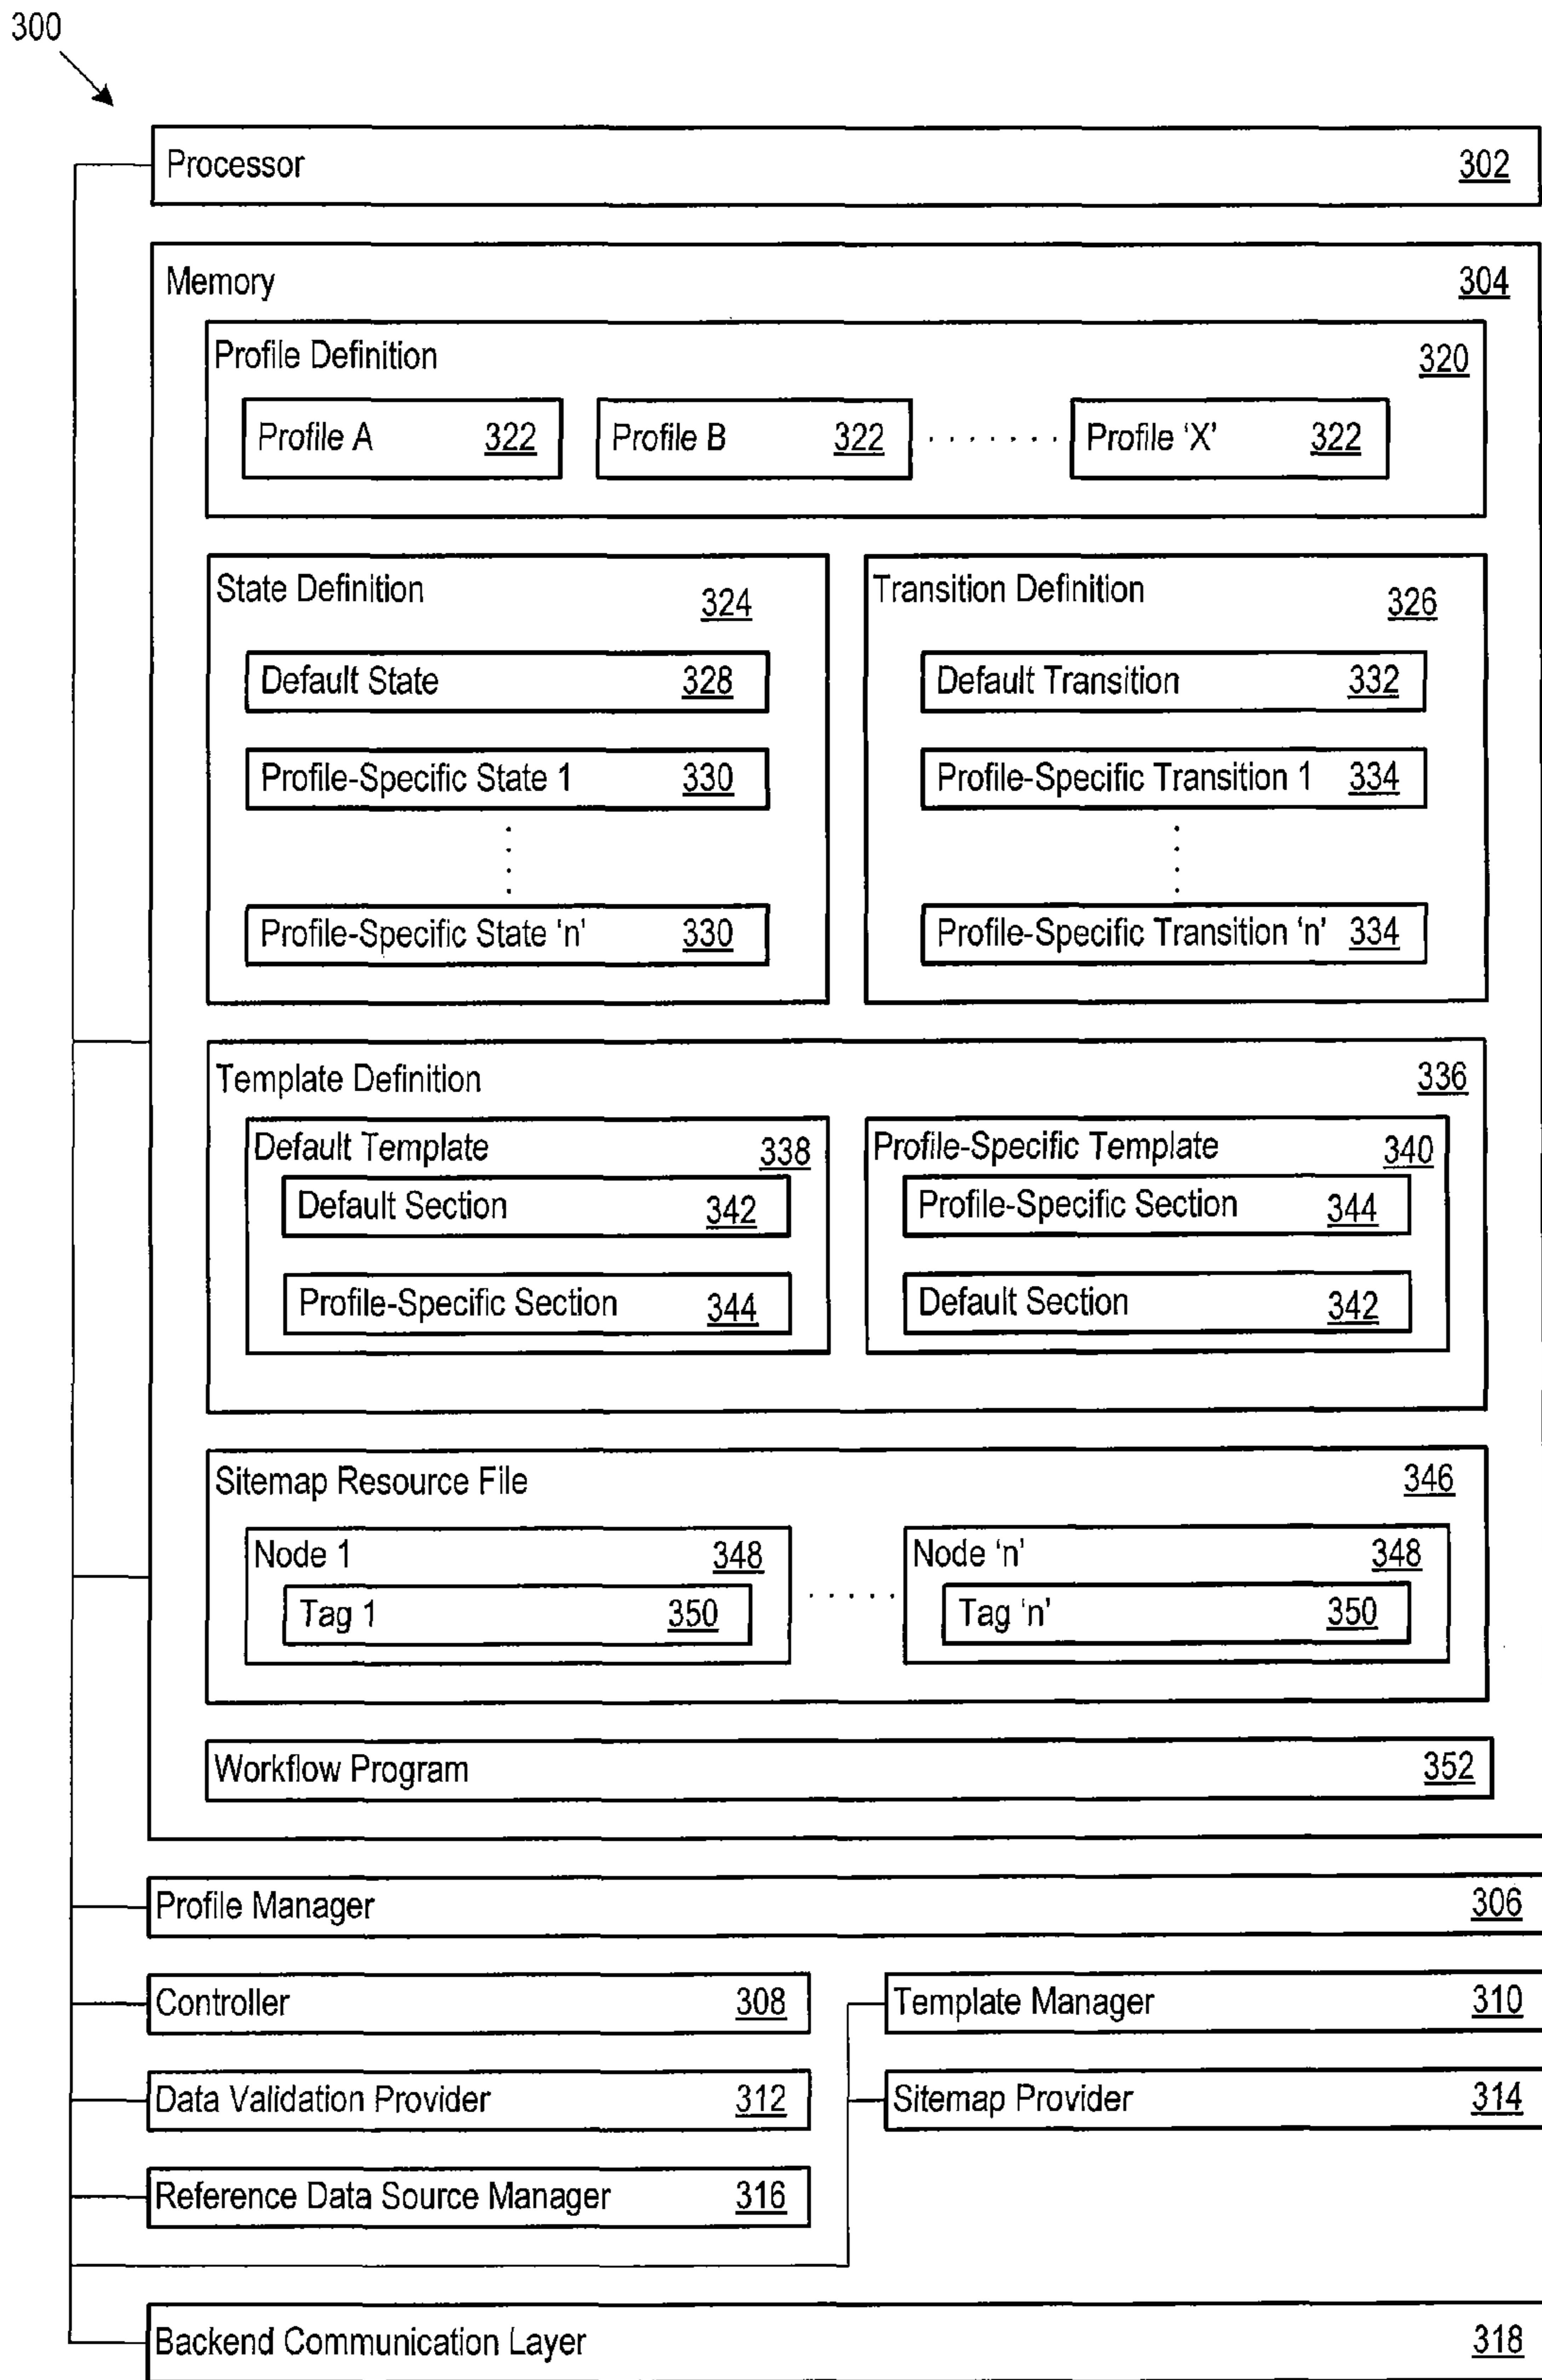 300
Processor 302
Memory 304
Profile Definition 320
Profile A 322 Profile B 322 ....... Profile ‘X’ 322
State Definition 324
Default State 328
Profile-Specific State 1 330
Profile-Specific State ‘n’ 330
Transition Definition 326
Default Transition 332
Profile-Specific Transition 1 334
Profile-Specific Transition ‘n’ 334
Template Definition 336
Default Template 338
Default Section 342
Profile-Specific Section 344
Profile-Specific Template 340
Profile-Specific Section 344
Default Section 342
Sitemap Resource File 346
Node 1 348
Tag 1 350
Node ‘n’ 348
Tag ‘n’ 350
Workflow Program 352
Profile Manager 306
Controller 308
Template Manager 310
Data Validation Provider 312
Sitemap Provider 314
Reference Data Source Manager 316
Backend Communication Layer 318